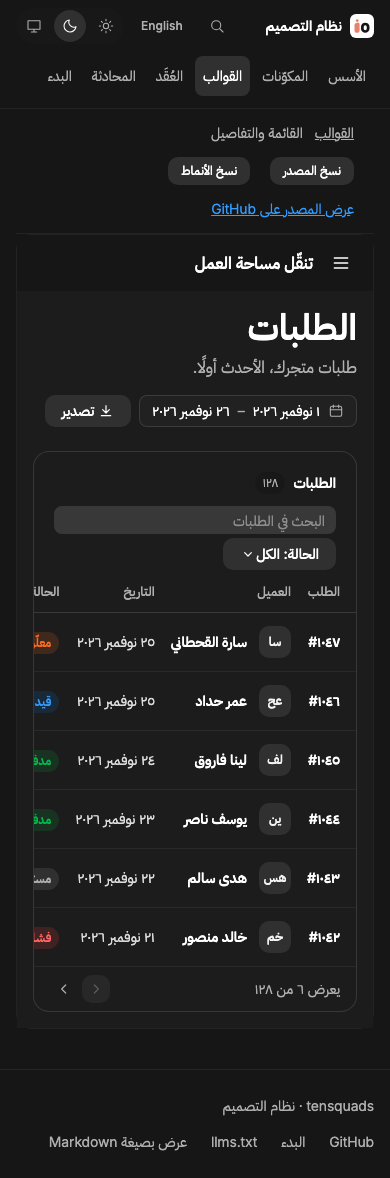 io نظام التصميم English
الأسس المكوّنات القوالب العُقَد المحادثة البدء
القوالب القائمة والتفاصيل
نسخ المصدر نسخ الأنماط
عرض المصدر على GitHub
تنقّل مساحة العمل
الطلبات
طلبات متجرك، الأحدث أولًا.
١ نوفمبر ٢٠٢٦ – ٢٦ نوفمبر ٢٠٢٦ تصدير
الطلبات ١٢٨
البحث في الطلبات
الحالة: الكل
الطلب العميل التاريخ الحالة
#١٠٤٧ سا سارة القحطاني ٢٥ نوفمبر ٢٠٢٦
#١٠٤٦ عح عمر حداد ٢٥ نوفمبر ٢٠٢٦ قيد
#١٠٤٥ لف لينا فاروق ٢٤ نوفمبر ٢٠٢٦
#١٠٤٤ ين يوسف ناصر ٢٣ نوفمبر ٢٠٢٦
#١٠٤٣ هس هدى سالم ٢٢ نوفمبر ٢٠٢٦
#١٠٤٢ خم خالد منصور ٢١ نوفمبر ٢٠٢٦
يعرض ٦ من ١٢٨
tensquads · نظام التصميم
GitHub البدء llms.txt عرض بصيغة Markdown